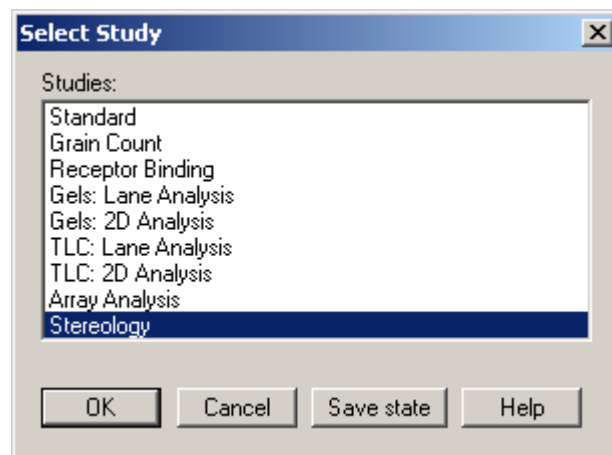 Select Study
Studies:
Standard
Grain Count
Receptor Binding
Gels: Lane Analysis
Gels: 2D Analysis
TLC: Lane Analysis
TLC: 2D Analysis
Array Analysis
Stereology
OK Cancel Save state Help